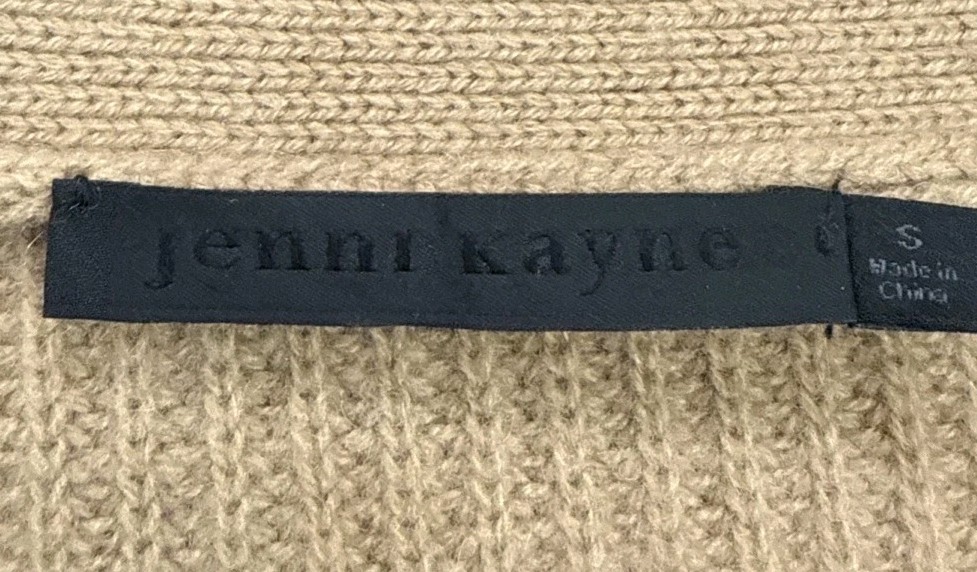 jenni kayne
S
Made in
China